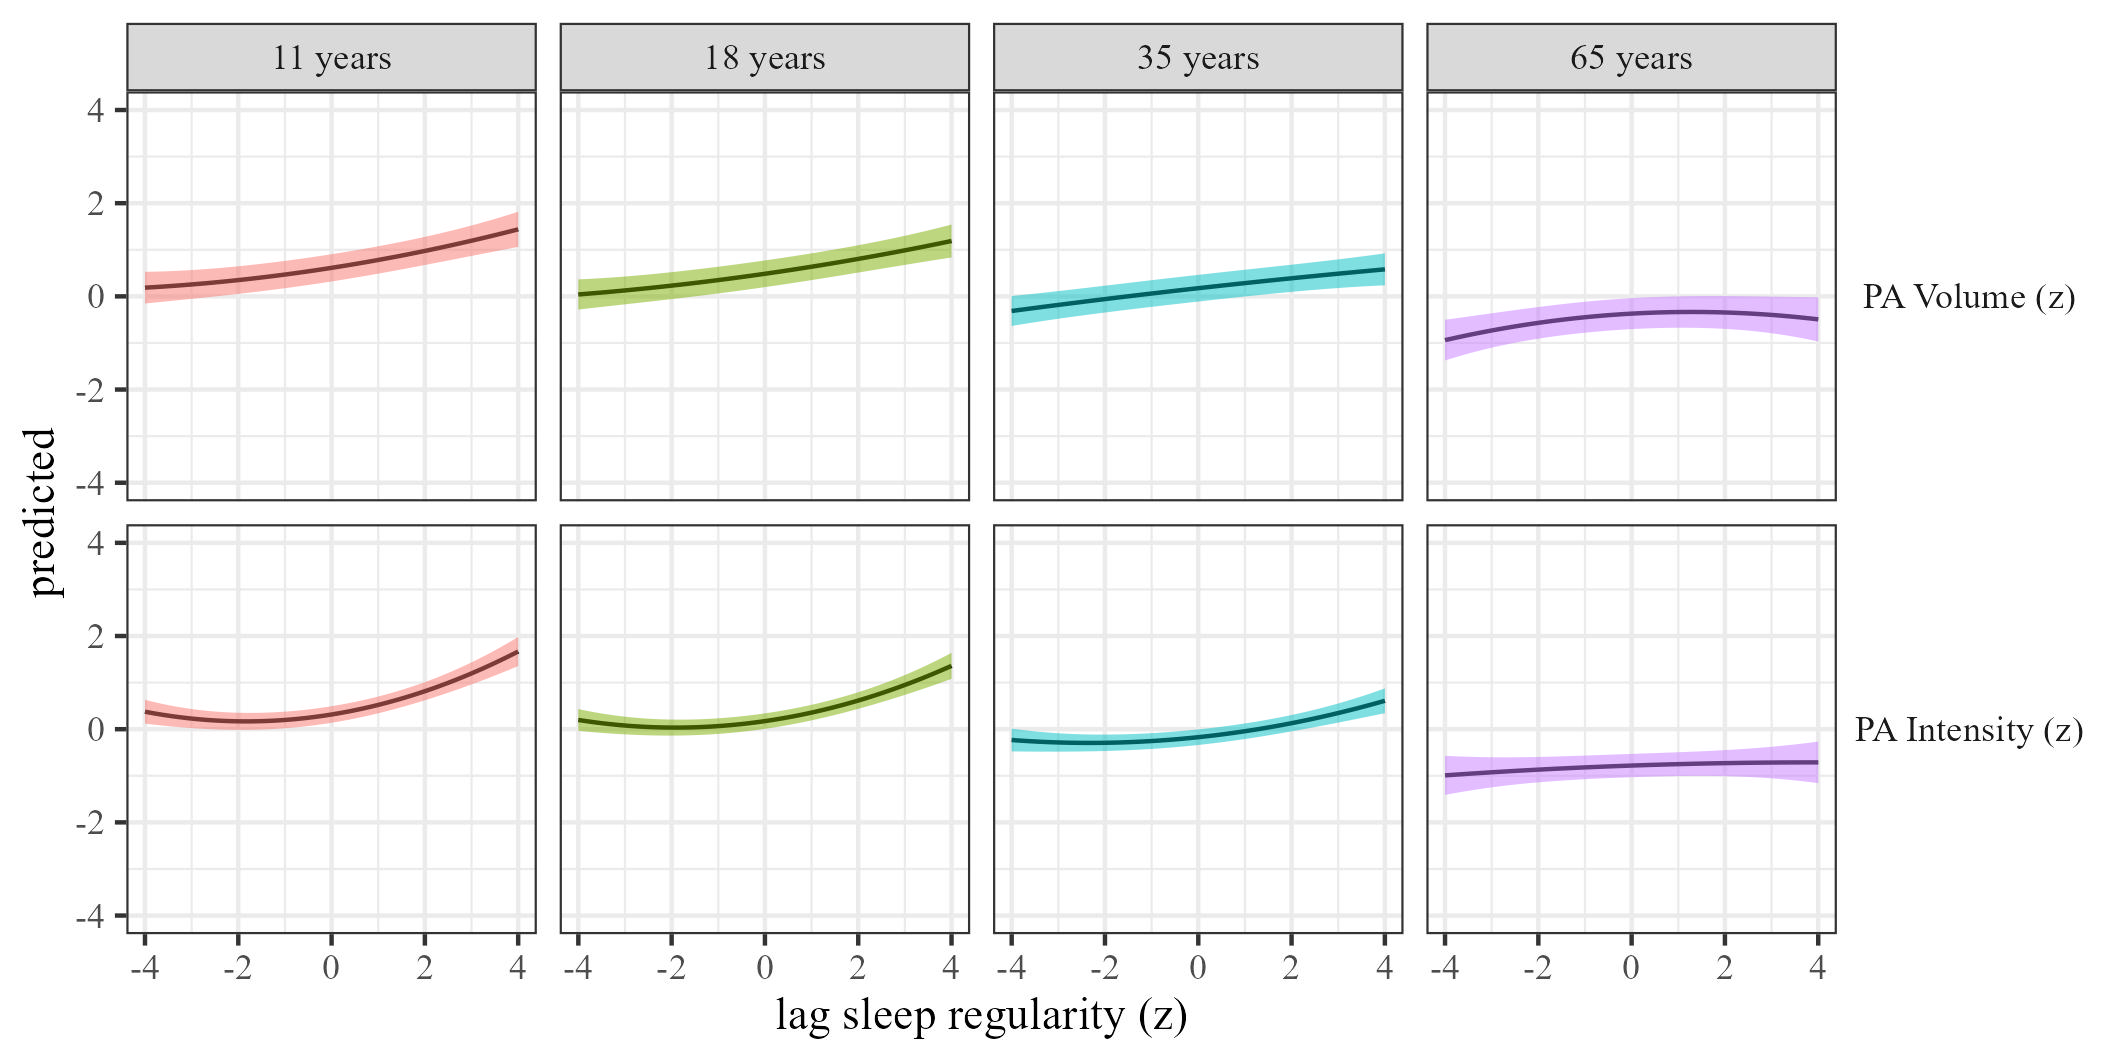 11 years
18 years
35 years
65 years
4
2
0
-2
-4
PA Volume (z)
predicted
4
2
0
-2
-4
PA Intensity (z)
-4 -2 0 2 4
-4 -2 0 2 4
-4 -2 0 2 4
-4 -2 0 2 4
lag sleep regularity (z)